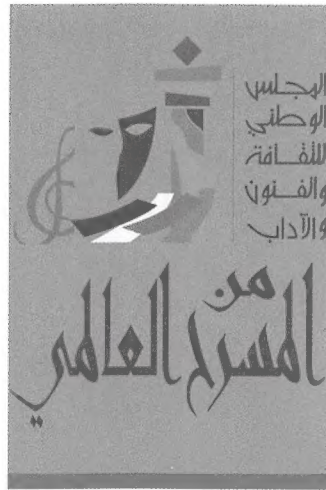 المجلس
الوطني
للثقافة
والفنون
والآداب
من
المسرح العالمي